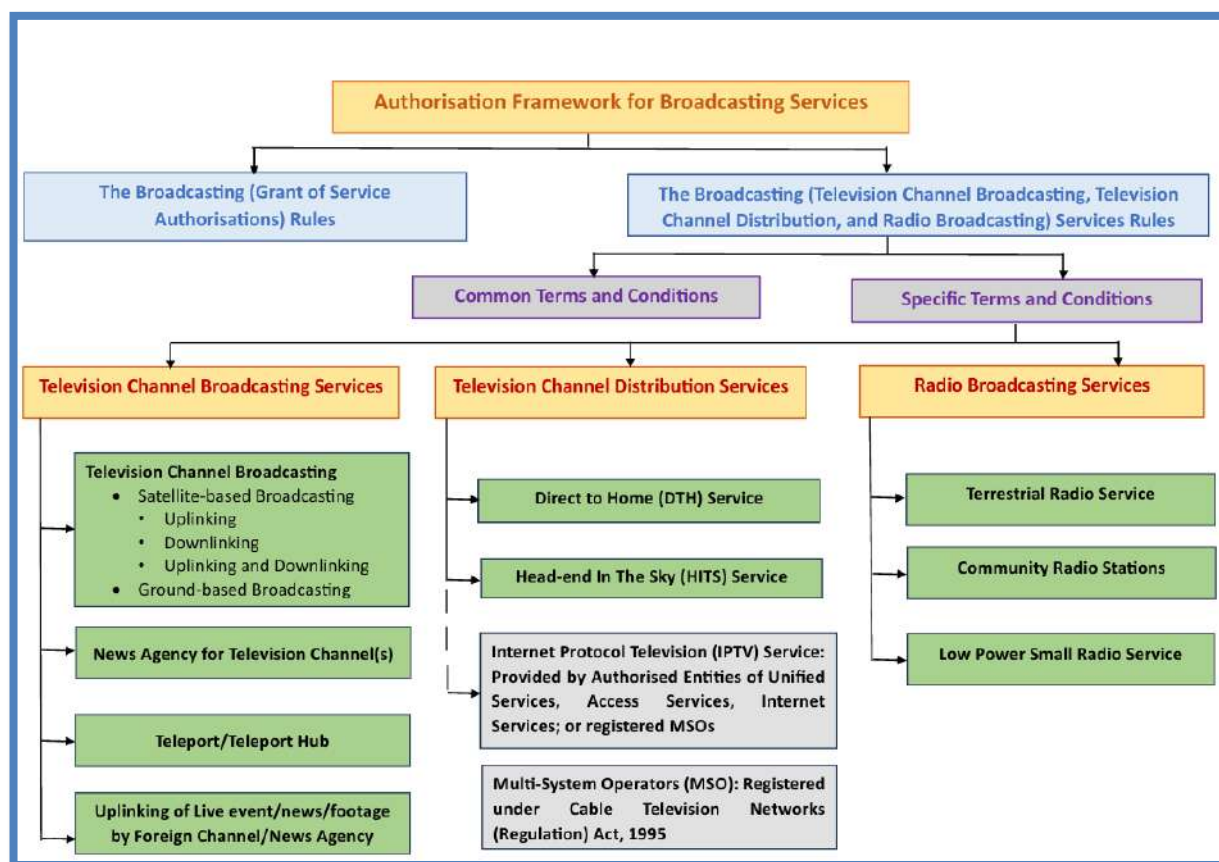 Authorisation Framework for Broadcasting Services
The Broadcasting (Grant of Service
Authorisations) Rules
The Broadcasting (Television Channel Broadcasting, Television
Channel Distribution, and Radio Broadcasting) Services Rules
Common Terms and Conditions
Specific Terms and Conditions
Television Channel Broadcasting Services
Television Channel Broadcasting
● Satellite-based Broadcasting
• Uplinking
• Downlinking
• Uplinking and Downlinking
● Ground-based Broadcasting
News Agency for Television Channel(s)
Teleport/Teleport Hub
Uplinking of Live event/news/footage
by Foreign Channel/News Agency
Television Channel Distribution Services
Direct to Home (DTH) Service
Head-end In The Sky (HITS) Service
Internet Protocol Television (IPTV) Service:
Provided by Authorised Entities of Unified
Services, Access Services, Internet
Services; or registered MSOs
Multi-System Operators (MSO): Registered
under Cable Television Networks
(Regulation) Act, 1995
Radio Broadcasting Services
Terrestrial Radio Service
Community Radio Stations
Low Power Small Radio Service